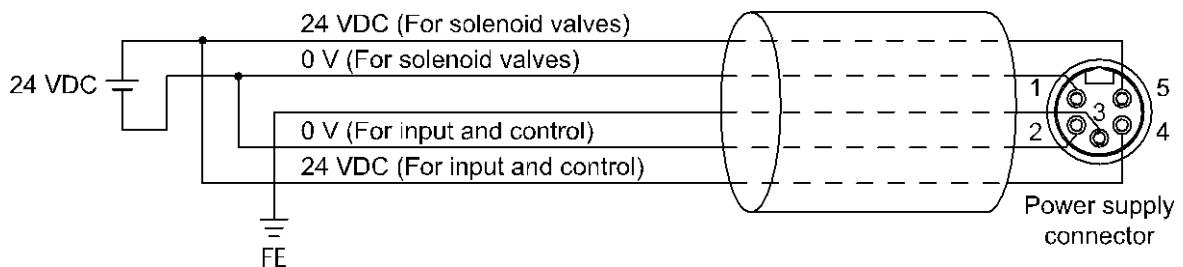 24 VDC (For solenoid valves)
0 V (For solenoid valves)
24 VDC
1
5
3
0 V (For input and control)
2
4
24 VDC (For input and control)
Power supply
connector
FE